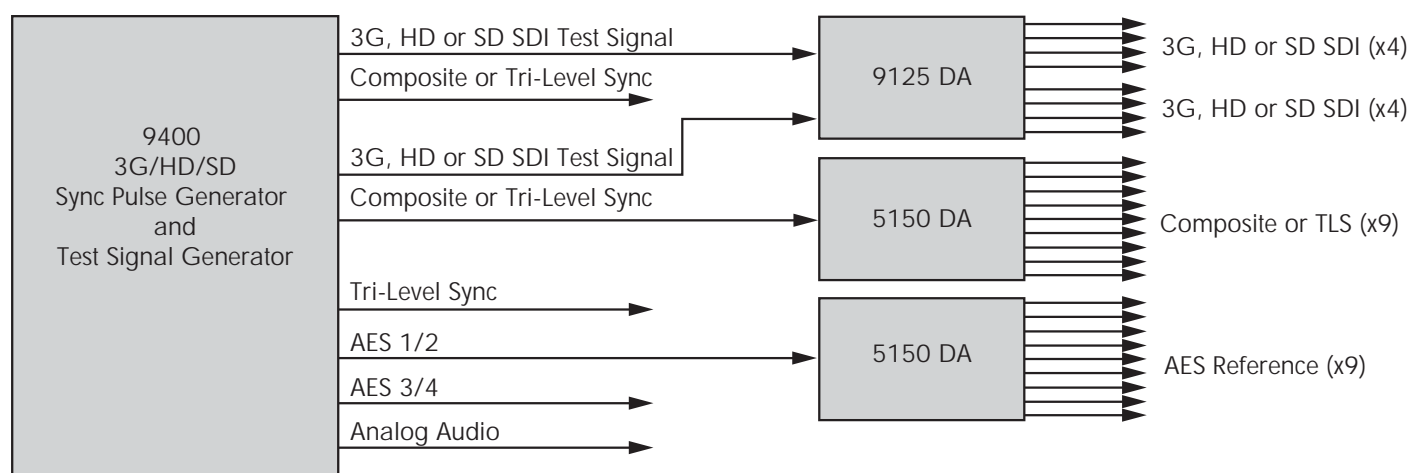 9400
3G/HD/SD
Sync Pulse Generator
and
Test Signal Generator
3G, HD or SD SDI Test Signal
Composite or Tri-Level Sync
3G, HD or SD SDI Test Signal
Composite or Tri-Level Sync
Tri-Level Sync
AES 1/2
AES 3/4
Analog Audio
9125 DA
5150 DA
5150 DA
3G, HD or SD SDI (x4)
3G, HD or SD SDI (x4)
Composite or TLS (x9)
AES Reference (x9)